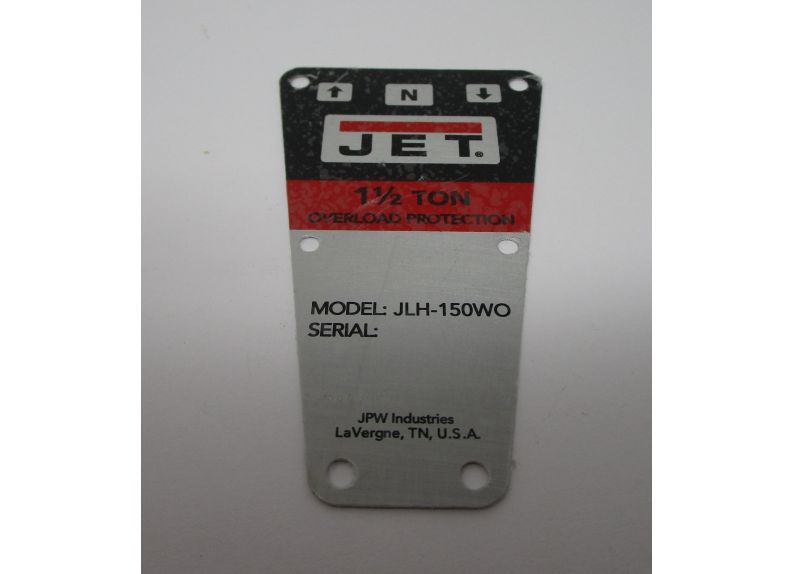 ↑ N ↓
JET®
1½ TON
OVERLOAD PROTECTION
MODEL: JLH-150WO
SERIAL:
JPW Industries
LaVergne, TN, U.S.A.